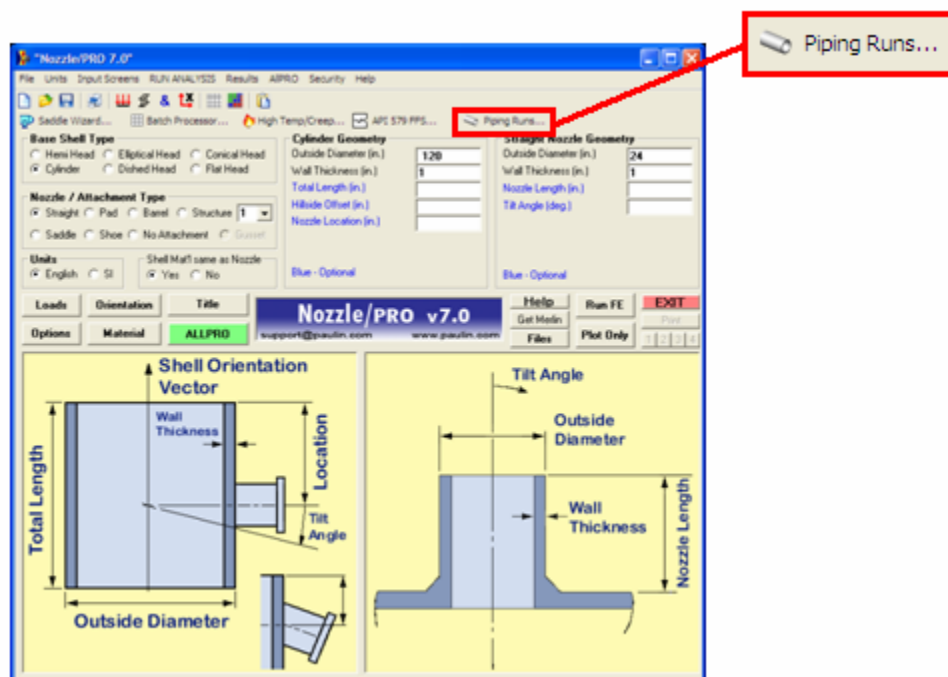 Piping Runs...
"Nozzle/PRO 7.0"
File Units Input Screens RUN ANALYSIS Results AllPRO Security Help
Saddle Wizard... Batch Processor... High Temp/Creep... API 579 FFS... Piping Runs...
Base Shell Type
Hemi Head Elliptical Head Conical Head
Cylinder Dished Head Flat Head
Nozzle / Attachment Type
Straight Pad Barrel Structure 1
Saddle Shoe No Attachment Gusset
Units
English SI
Shell Mat'l same as Nozzle
Yes No
Cylinder Geometry
Outside Diameter (in.) 120
Wall Thickness (in.) 1
Total Length (in.)
Hillside Offset (in.)
Nozzle Location (in.)
Blue - Optional
Straight Nozzle Geometry
Outside Diameter (in.) 24
Wall Thickness (in.) 1
Nozzle Length (in.)
Tilt Angle (deg.)
Blue - Optional
Loads Orientation Title
Options Material ALLPRO
Nozzle/PRO v7.0
support@paulin.com www.paulin.com
Help Run FE EXIT
Get Merlin Print
Files Plot Only 1 2 3 4
Shell Orientation
Vector
Wall
Thickness
Location
Total Length
Tilt
Angle
Outside Diameter
Tilt Angle
Outside
Diameter
Wall
Thickness
Nozzle Length